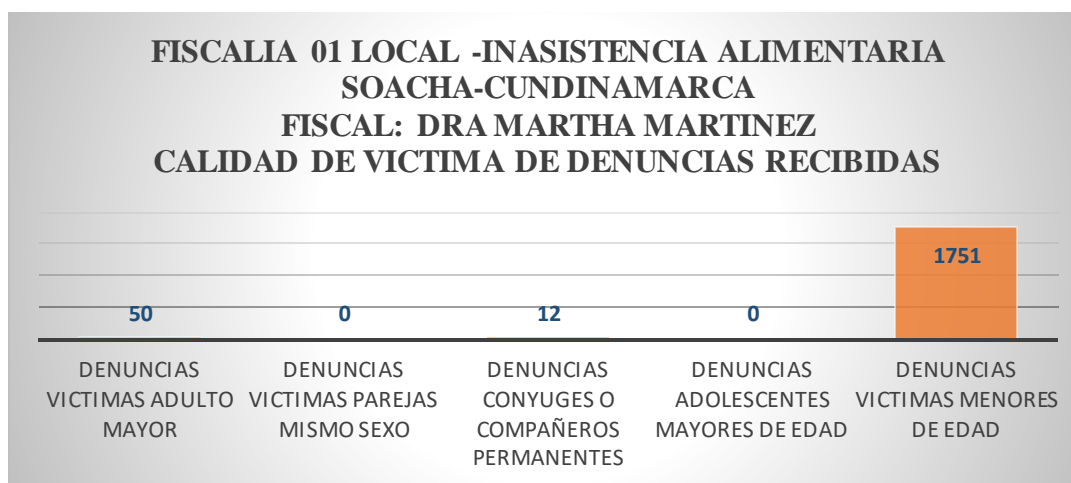 FISCALIA 01 LOCAL -INASISTENCIA ALIMENTARIA
SOACHA-CUNDINAMARCA
FISCAL: DRA MARTHA MARTINEZ
CALIDAD DE VICTIMA DE DENUNCIAS RECIBIDAS
50
0
12
0
1751
DENUNCIAS
VICTIMAS ADULTO
MAYOR
DENUNCIAS
VICTIMAS PAREJAS
MISMO SEXO
DENUNCIAS
CONYUGES O
COMPAÑEROS
PERMANENTES
DENUNCIAS
ADOLESCENTES
MAYORES DE EDAD
DENUNCIAS
VICTIMAS MENORES
DE EDAD